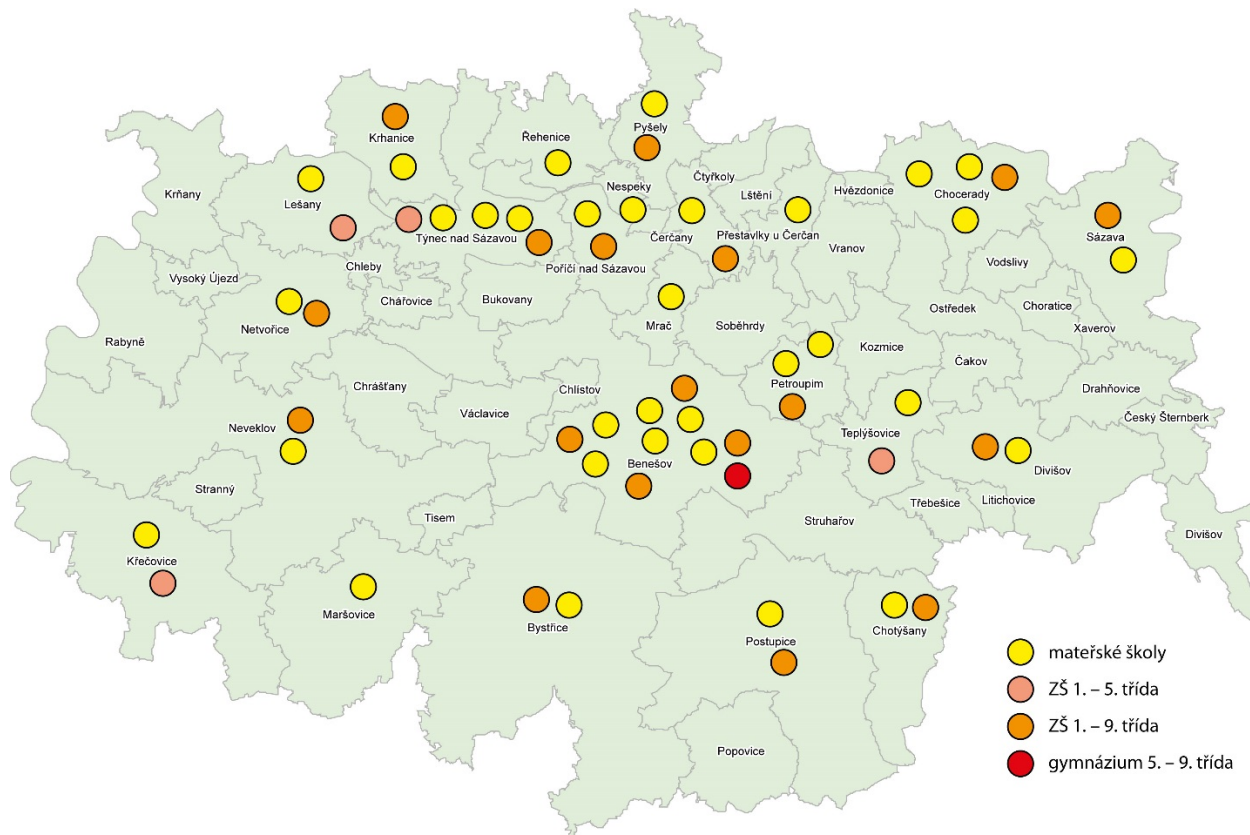 Pyšely
Krhanice
Řehenice
Čtyřkoly
Nespeky
Lštění
Hvězdonice
Chocerady
Krňany
Lešany
Týnec nad Sázavou
Čerčany
Přestavlky u Čerčan
Vranov
Sázava
Vysoký Újezd
Chleby
Poříčí nad Sázavou
Vodslivy
Chářovice
Bukovany
Ostředek
Choratice
Netvořice
Mrač
Soběhrdy
Xaverov
Rabyně
Kozmice
Čakov
Chrášťany
Chlístov
Petroupim
Drahňovice
Václavice
Český Šternberk
Neveklov
Teplýšovice
Benešov
Divišov
Stranný
Třebešice
Litichovice
Tisem
Struhařov
Divišov
Křečovice
Maršovice
Bystřice
Postupice
Chotýšany
Popovice
mateřské školy
ZŠ 1. – 5. třída
ZŠ 1. – 9. třída
gymnázium 5. – 9. třída